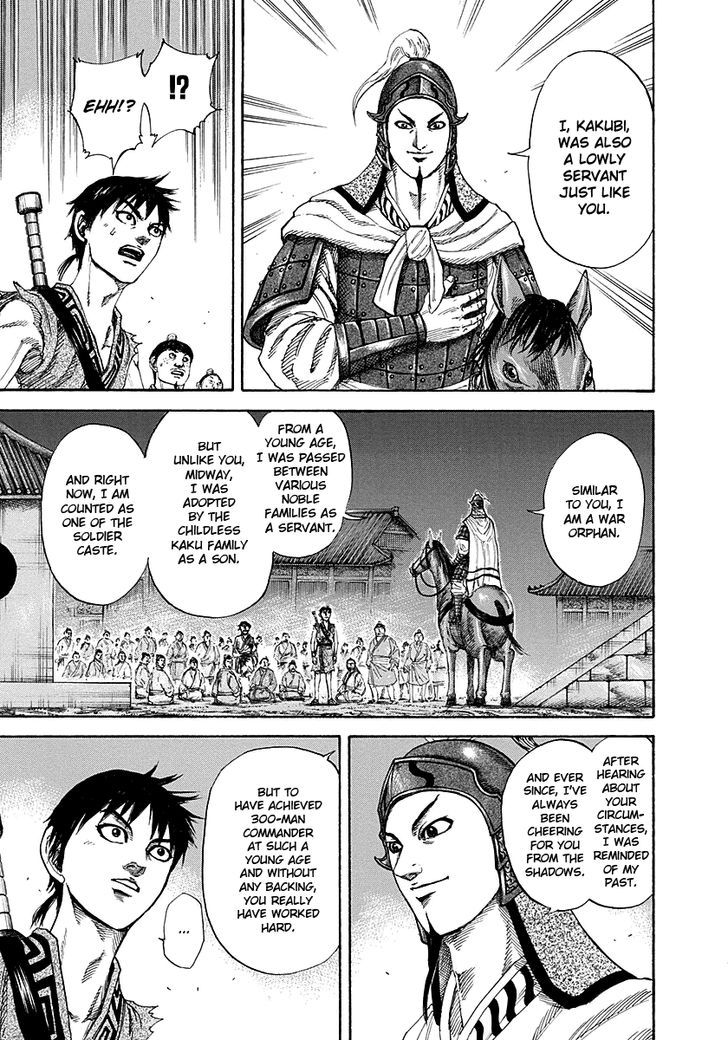 I, KAKUBI,
WAS ALSO
A LOWLY
SERVANT
JUST LIKE
YOU.
!?
EHH!?
SIMILAR
TO YOU, I
AM A WAR
ORPHAN.
FROM A
YOUNG AGE,
I WAS PASSED
BETWEEN
VARIOUS
NOBLE
FAMILIES AS
A SERVANT.
BUT
UNLIKE YOU,
MIDWAY,
I WAS
ADOPTED
BY THE
CHILDLESS
KAKU FAMILY
AS A SON.
AND RIGHT
NOW, I AM
COUNTED AS
ONE OF THE
SOLDIER
CASTE.
AFTER
HEARING
ABOUT
YOUR
CIRCUM-
STANCES,
I WAS
REMINDED
OF MY
PAST.
AND EVER
SINCE, I'VE
ALWAYS
BEEN
CHEERING
FOR YOU
FROM THE
SHADOWS.
BUT TO
HAVE ACHIEVED
300-MAN
COMMANDER
AT SUCH A
YOUNG AGE
AND WITHOUT
ANY BACKING,
YOU REALLY
HAVE WORKED
HARD.
...